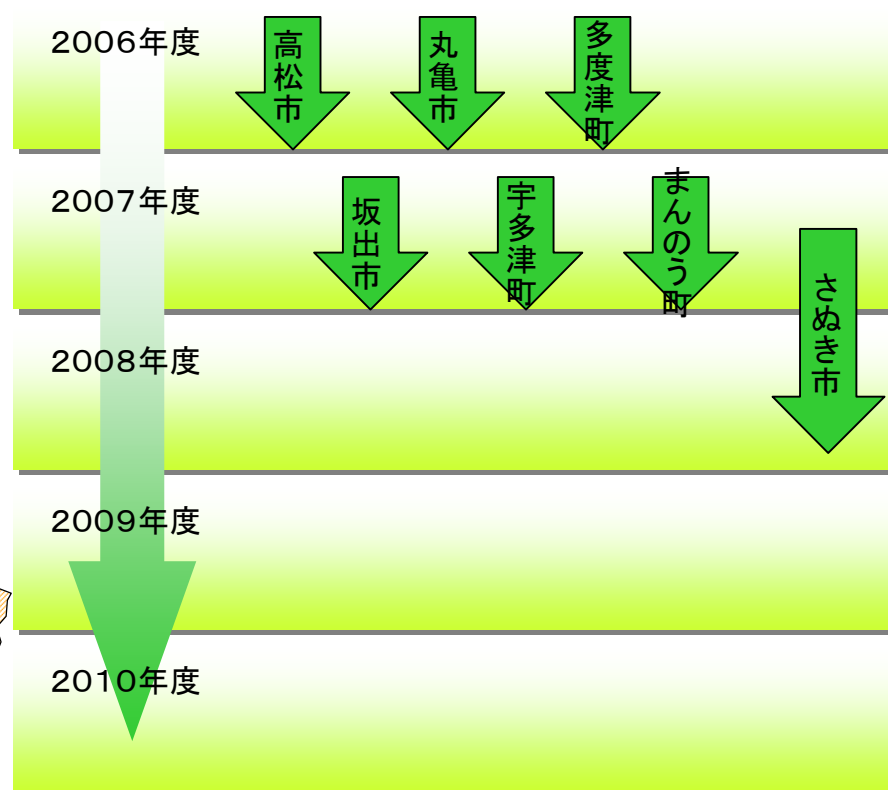 2006年度
高松市
丸亀市
多度津町
2007年度
坂出市
宇多津町
まんのう町
さぬき市
2008年度
2009年度
2010年度